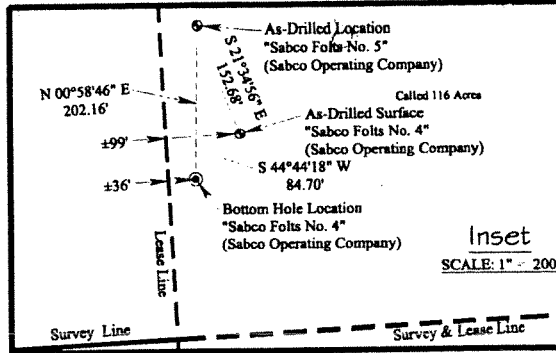 As-Drilled Location
"Sabco Folts No. 5"
(Sabco Operating Company)
S 21°34'56" E
152.68'
N 00°58'46" E
202.16'
Called 116 Acres
As-Drilled Surface
"Sabco Folts No. 4"
(Sabco Operating Company)
±99'
S 44°44'18" W
84.70'
±36'
Bottom Hole Location
"Sabco Folts No. 4"
(Sabco Operating Company)
Lease Line
Inset
SCALE: 1" = 200
Survey Line
Survey & Lease Line